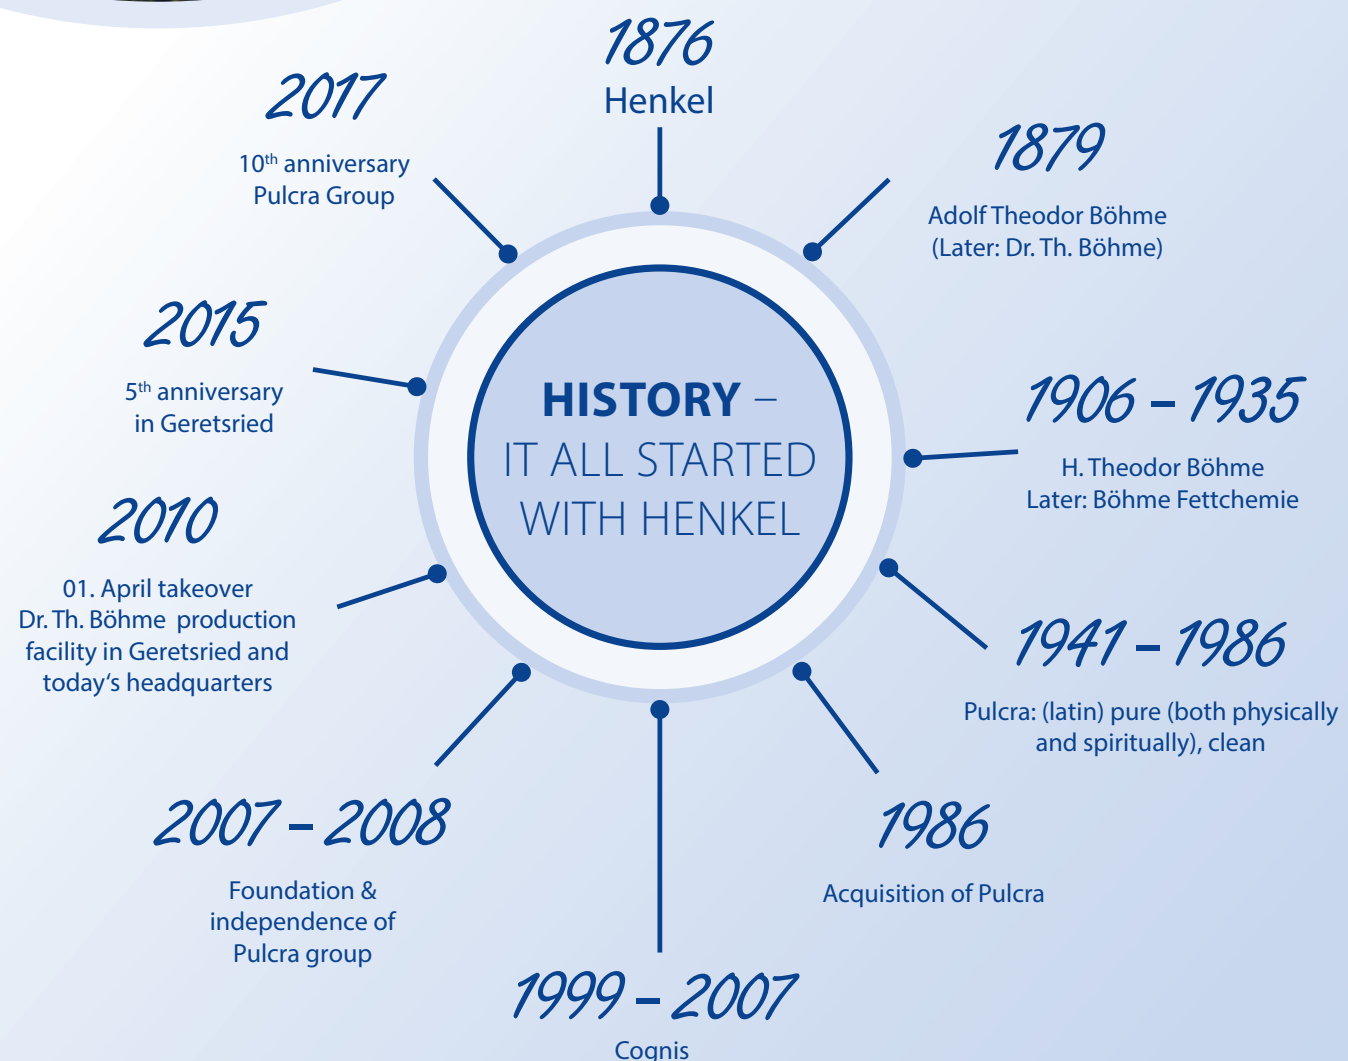 1876
Henkel
1879
Adolf Theodor Böhme
(Later: Dr. Th. Böhme)
1906 – 1935
H. Theodor Böhme
Later: Böhme Fettchemie
1941 – 1986
Pulcra: (latin) pure (both physically
and spiritually), clean
1986
Acquisition of Pulcra
1999 – 2007
Cognis
2007 – 2008
Foundation &
independence of
Pulcra group
2010
01. April takeover
Dr. Th. Böhme production
facility in Geretsried and
today‘s headquarters
2015
5th anniversary
in Geretsried
2017
10th anniversary
Pulcra Group
HISTORY –
IT ALL STARTED
WITH HENKEL